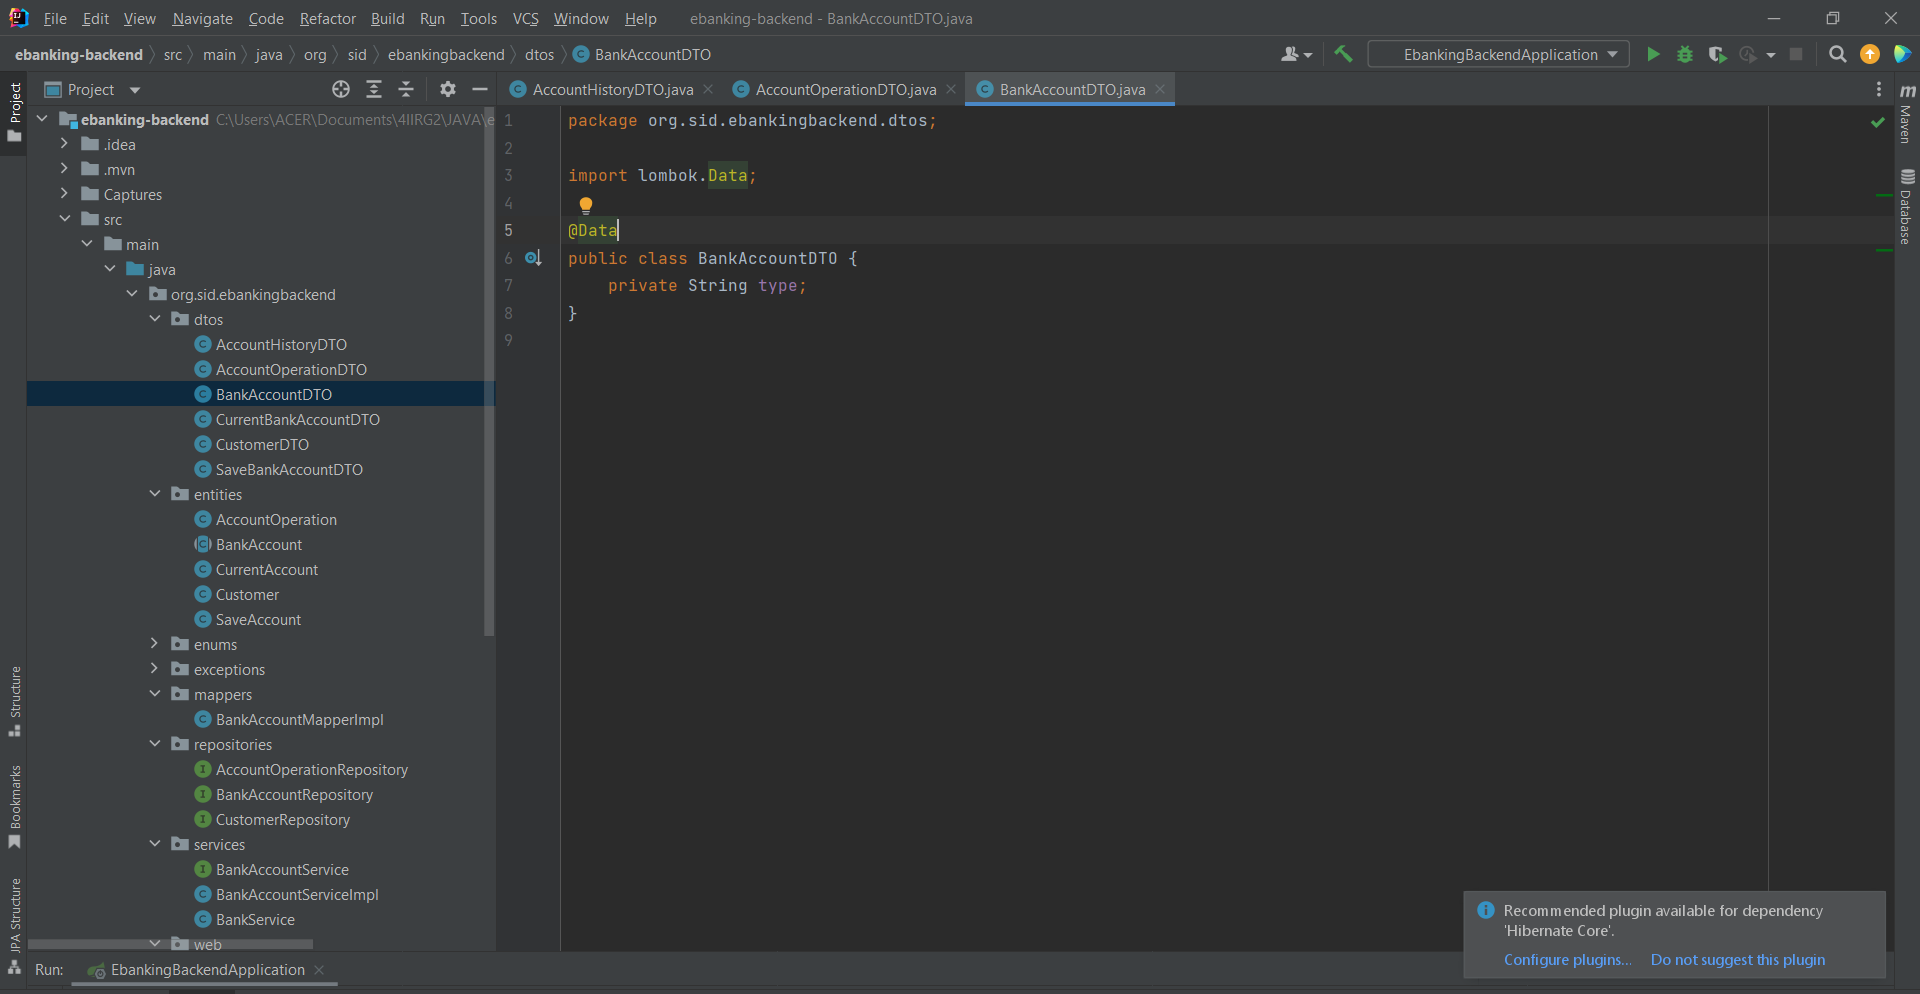 File Edit View Navigate Code Refactor Build Run Tools VCS Window Help ebanking-backend - BankAccountDTO.java
ebanking-backend src main java org sid ebankingbackend dtos BankAccountDTO EbankingBackendApplication
Project
AccountHistoryDTO.java AccountOperationDTO.java BankAccountDTO.java
ebanking-backend C:\Users\ACER\Documents\4IIRG2\JAVA\e
.idea
.mvn
Captures
src
main
java
org.sid.ebankingbackend
dtos
AccountHistoryDTO
AccountOperationDTO
BankAccountDTO
CurrentBankAccountDTO
CustomerDTO
SaveBankAccountDTO
entities
AccountOperation
BankAccount
CurrentAccount
Customer
SaveAccount
enums
exceptions
mappers
BankAccountMapperImpl
repositories
AccountOperationRepository
BankAccountRepository
CustomerRepository
services
BankAccountService
BankAccountServiceImpl
BankService
web
1 package org.sid.ebankingbackend.dtos;
2
3 import lombok.Data;
4
5 @Data
6 public class BankAccountDTO {
7 private String type;
8 }
9
Project
Structure
Bookmarks
JPA Structure
Maven
Database
Recommended plugin available for dependency
'Hibernate Core'.
Configure plugins... Do not suggest this plugin
Run: EbankingBackendApplication